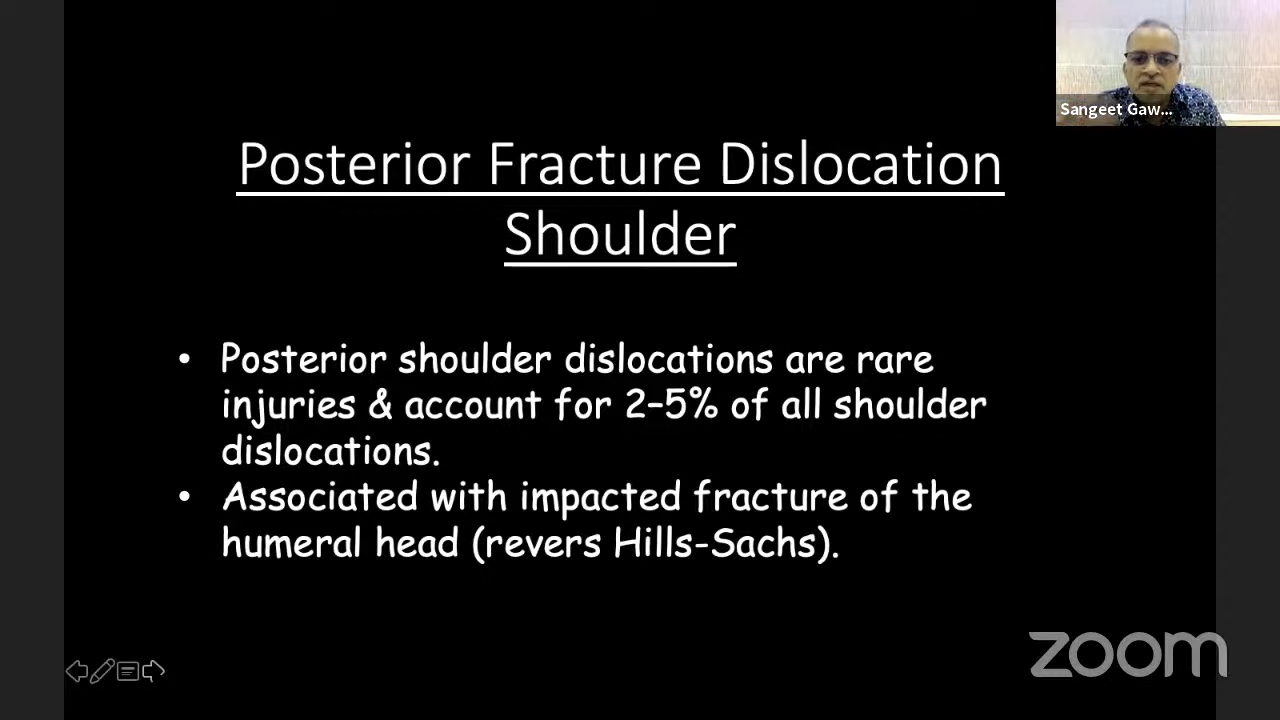 Sangeet Gaw...
Posterior Fracture Dislocation
Shoulder
• Posterior shoulder dislocations are rare
injuries & account for 2–5% of all shoulder
dislocations.
• Associated with impacted fracture of the
humeral head (revers Hills-Sachs).
zoom